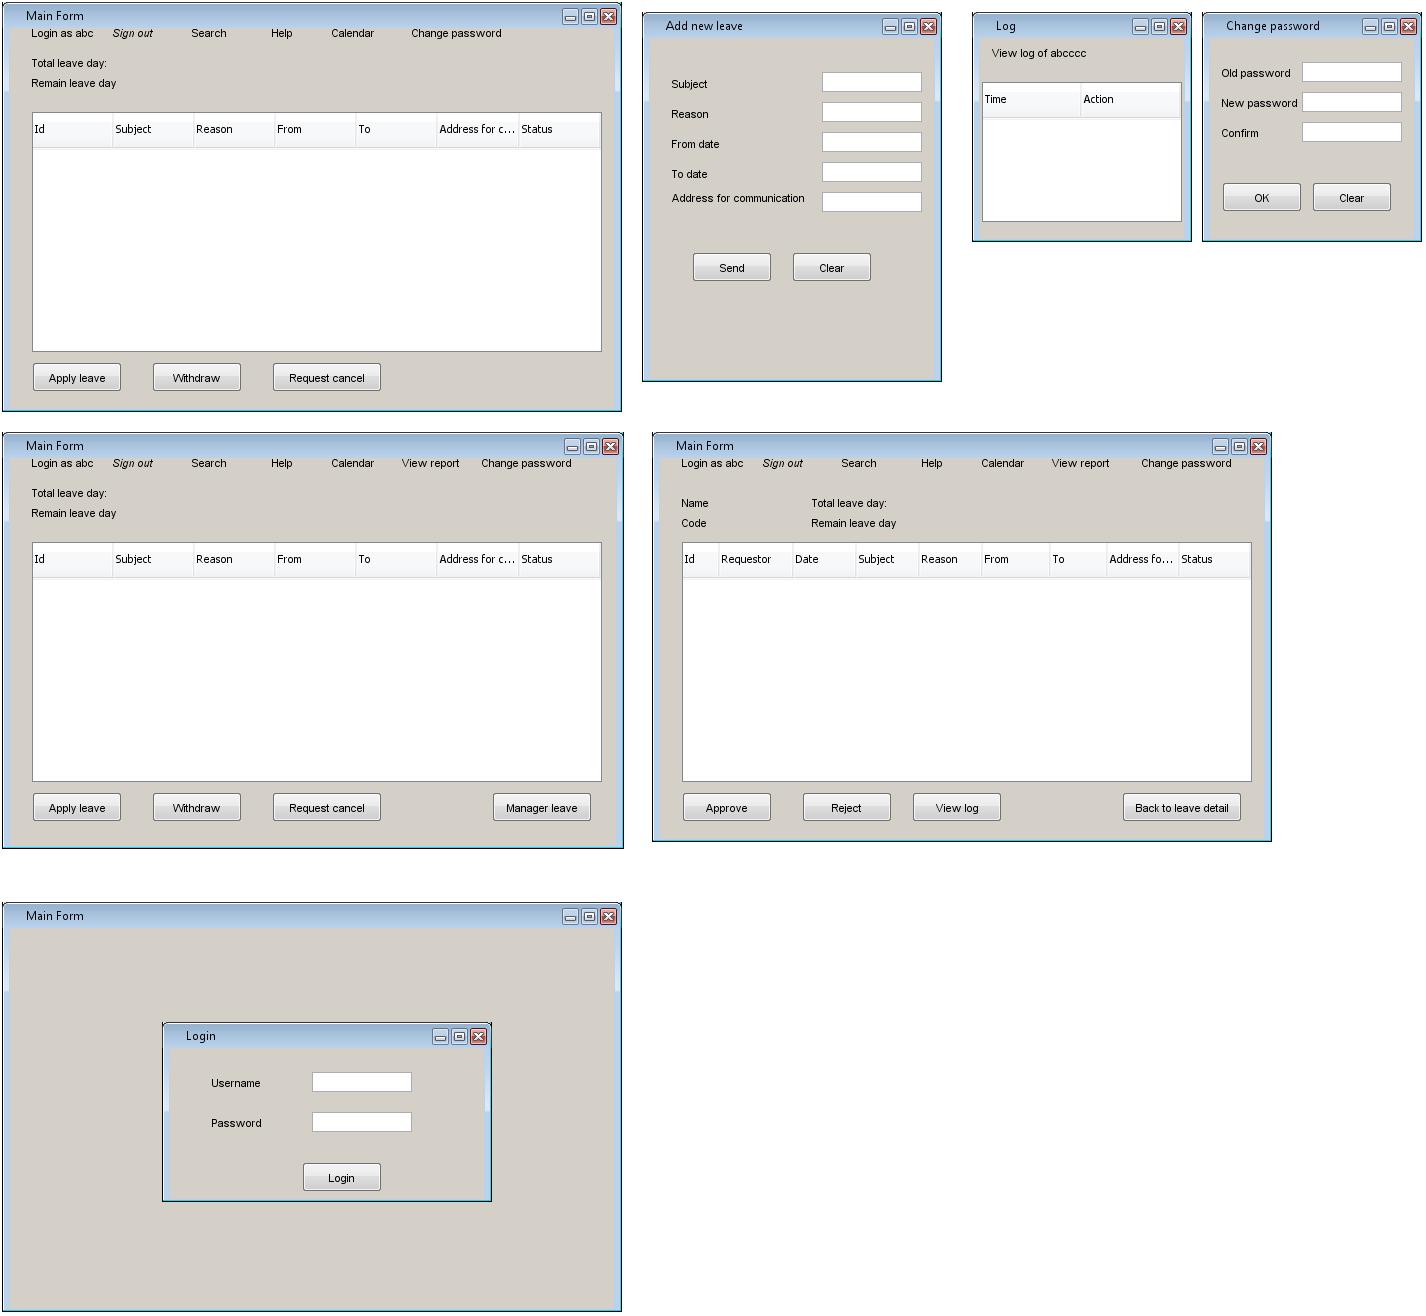 Main Form
Login as abc Sign out Search Help Calendar Change password
Total leave day:
Remain leave day
Id Subject Reason From To Address for c... Status
Apply leave Withdraw Request cancel
Add new leave
Subject
Reason
From date
To date
Address for communication
Send Clear
Log
View log of abcccc
Time Action
Change password
Old password
New password
Confirm
OK Clear
Main Form
Login as abc Sign out Search Help Calendar View report Change password
Total leave day:
Remain leave day
Id Subject Reason From To Address for c... Status
Apply leave Withdraw Request cancel Manager leave
Main Form
Login as abc Sign out Search Help Calendar View report Change password
Name Total leave day:
Code Remain leave day
Id Requestor Date Subject Reason From To Address fo... Status
Approve Reject View log Back to leave detail
Main Form
Login
Username
Password
Login